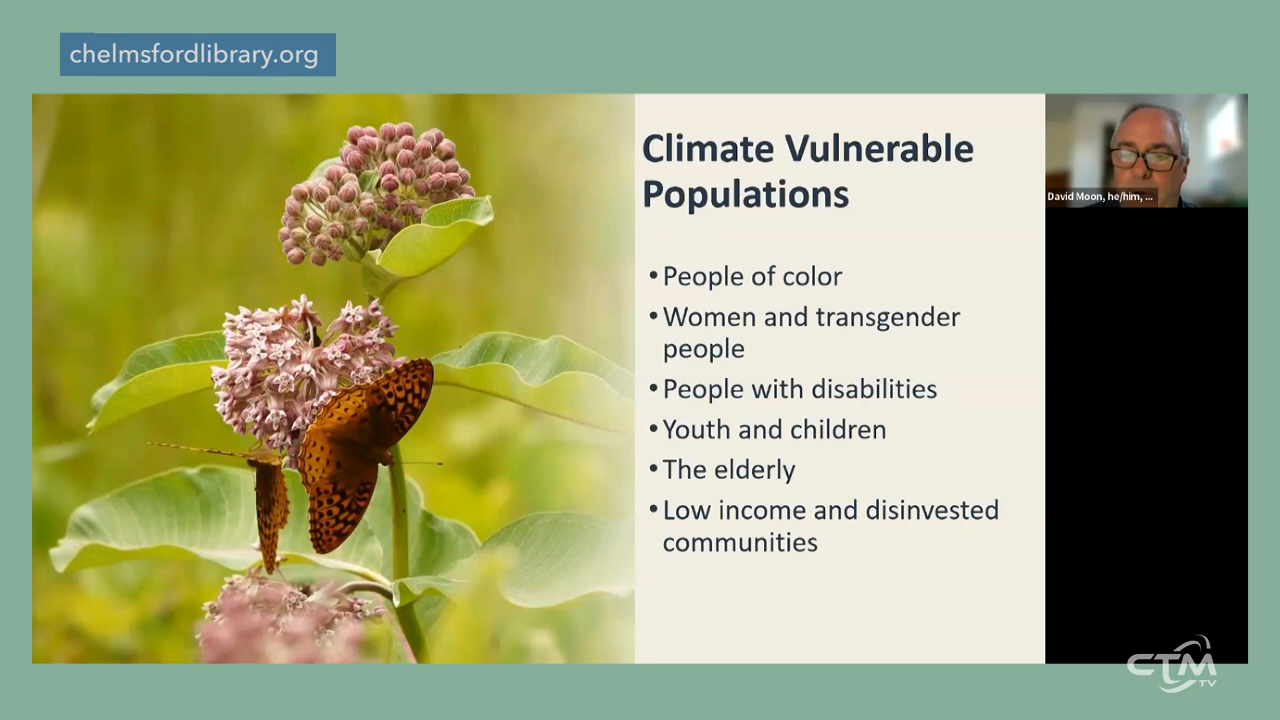 chelmsfordlibrary.org
Climate Vulnerable
Populations
• People of color
• Women and transgender
people
• People with disabilities
• Youth and children
• The elderly
• Low income and disinvested
communities
David Moon, he/him, ...
CTM
TV